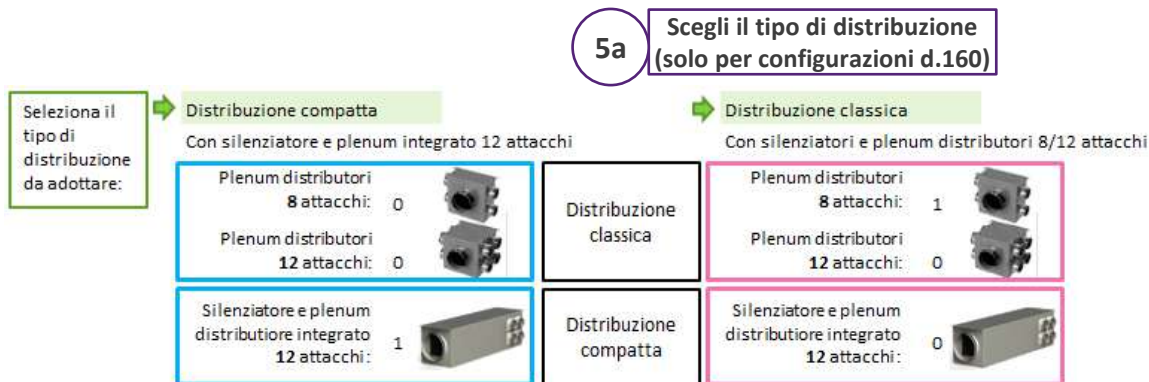 5a
Scegli il tipo di distribuzione
(solo per configurazioni d.160)
Seleziona il
tipo di
distribuzione
da adottare:
Distribuzione compatta
Con silenziatore e plenum integrato 12 attacchi
Distribuzione classica
Con silenziatori e plenum distributori 8/12 attacchi
Plenum distributori
8 attacchi: 0
Plenum distributori
12 attacchi: 0
Distribuzione
classica
Plenum distributori
8 attacchi: 1
Plenum distributori
12 attacchi: 0
Silenziatore e plenum
distributiore integrato
12 attacchi: 1
Distribuzione
compatta
Silenziatore e plenum
distributiore integrato
12 attacchi: 0